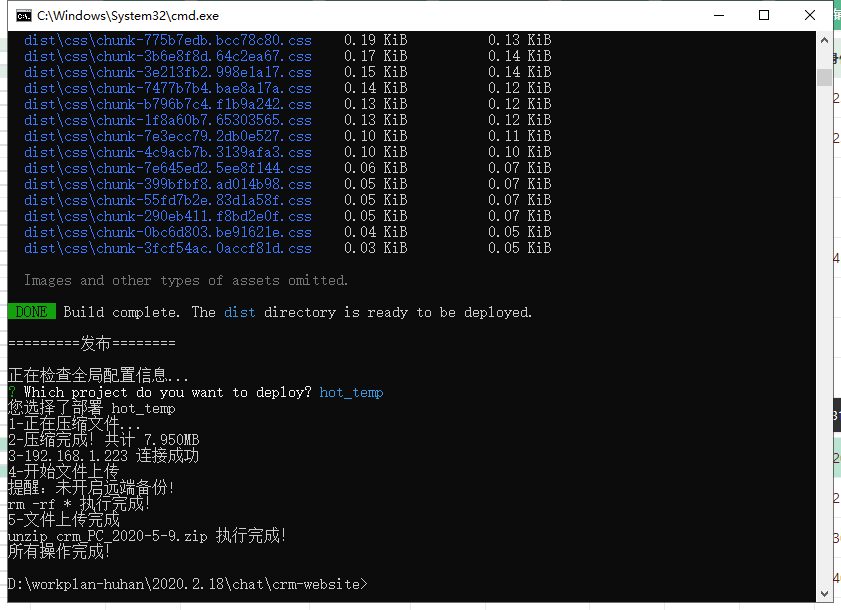 C:\Windows\System32\cmd.exe
dist\css\chunk-775b7edb.bcc78c80.css 0.19 KiB 0.13 KiB
dist\css\chunk-3b6e8f8d.64c2ea67.css 0.17 KiB 0.14 KiB
dist\css\chunk-3e213fb2.998e1a17.css 0.15 KiB 0.14 KiB
dist\css\chunk-7477b7b4.bae8a17a.css 0.14 KiB 0.12 KiB
dist\css\chunk-b796b7c4.f1b9a242.css 0.13 KiB 0.12 KiB
dist\css\chunk-1f8a60b7.65303565.css 0.13 KiB 0.12 KiB
dist\css\chunk-7e3ecc79.2db0e527.css 0.10 KiB 0.11 KiB
dist\css\chunk-4c9acb7b.3139afa3.css 0.10 KiB 0.10 KiB
dist\css\chunk-7e645ed2.5ee8f144.css 0.06 KiB 0.07 KiB
dist\css\chunk-399bfbf8.ad014b98.css 0.05 KiB 0.07 KiB
dist\css\chunk-55fd7b2e.83d1a58f.css 0.05 KiB 0.07 KiB
dist\css\chunk-290eb411.f8bd2e0f.css 0.05 KiB 0.07 KiB
dist\css\chunk-0bc6d803.be91621e.css 0.04 KiB 0.05 KiB
dist\css\chunk-3fcf54ac.0accf81d.css 0.03 KiB 0.05 KiB
Images and other types of assets omitted.
DONE Build complete. The dist directory is ready to be deployed.
=========发布========
正在检查全局配置信息...
? Which project do you want to deploy? hot_temp
您选择了部署 hot_temp
1-正在压缩文件...
2-压缩完成! 共计 7.950MB
3-192.168.1.223 连接成功
4-开始文件上传
提醒：未开启远端备份!
rm -rf * 执行完成!
5-文件上传完成
unzip crm_PC_2020-5-9.zip 执行完成!
所有操作完成!
D:\workplan-huhan\2020.2.18\chat\crm-website>